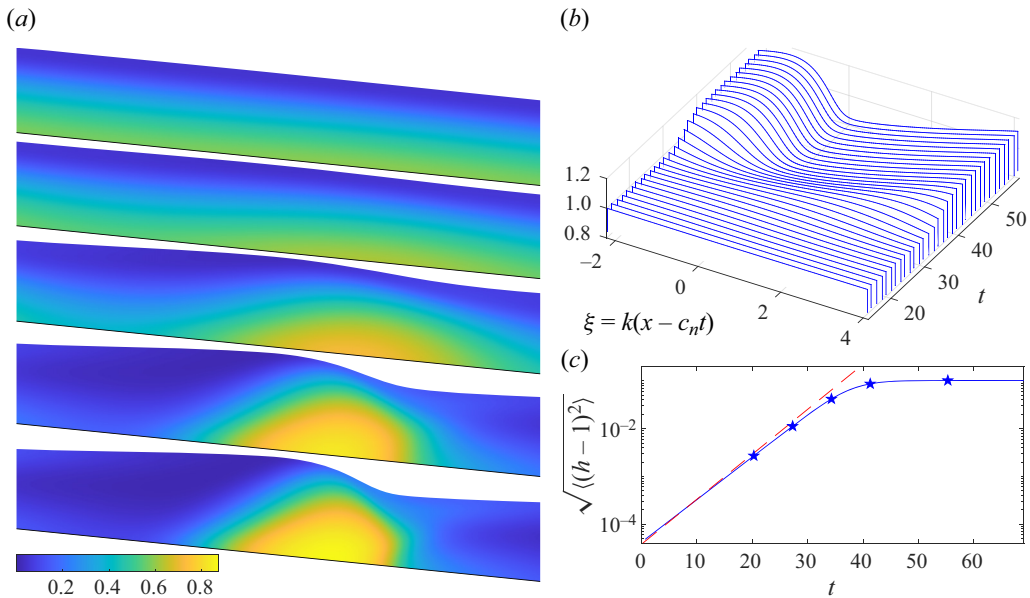 (a)
0.2 0.4 0.6 0.8
(b)
1.2
1.0
0.8
–2 0 2 4
20 30 40 50
t
ξ = k(x – cₙt)
(c)
√⟨(h – 1)²⟩
10⁻²
10⁻⁴
0 10 20 30 40 50 60
t